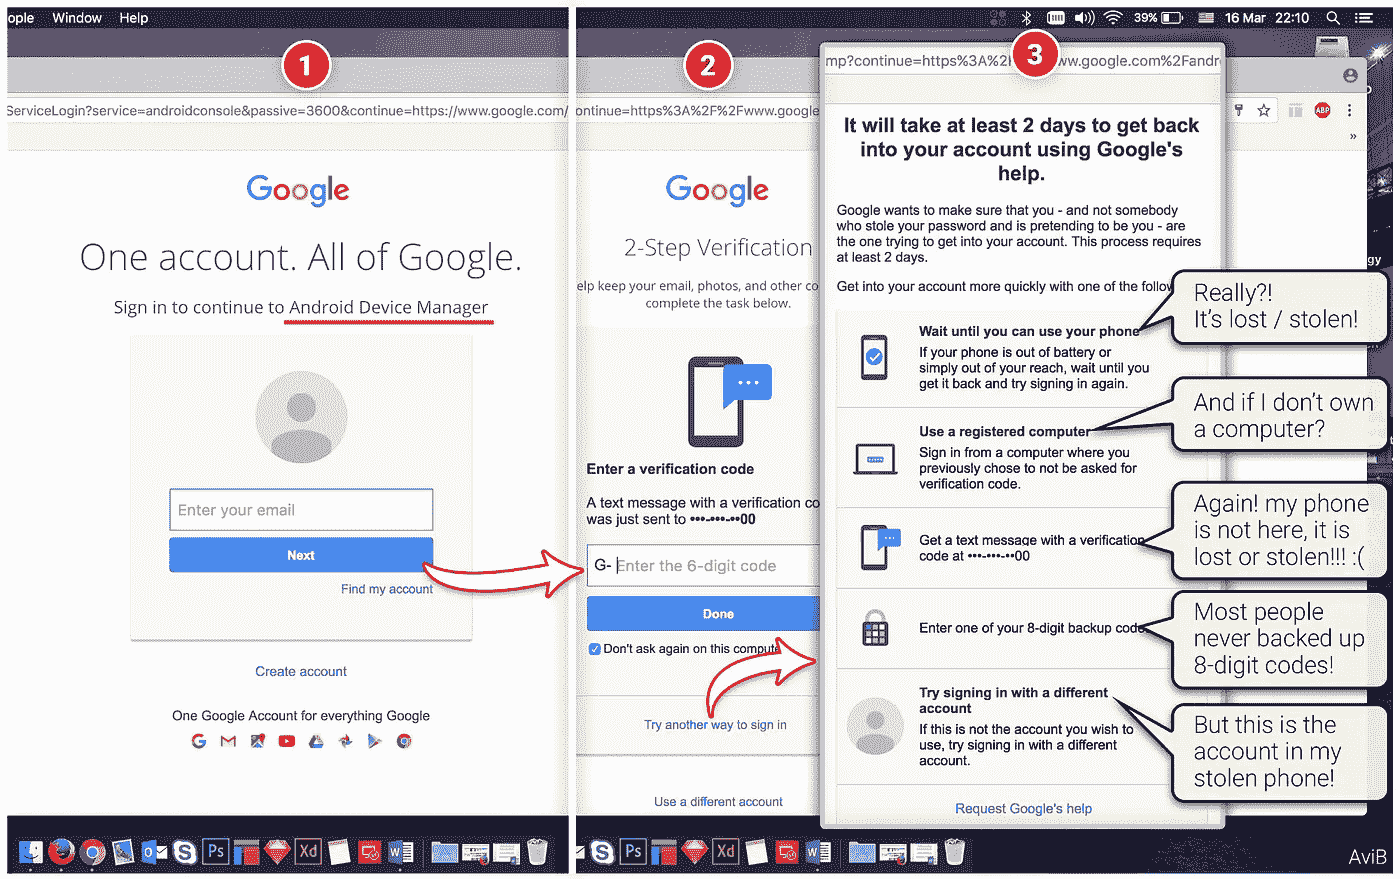 ople Window Help
39%
16 Mar 22:10
1
2
3
ServiceLogin?service=androidconsole&passive=3600&continue=https://www.google.com/
ontinue=https%3A%2F%2Fwww.google
mp?continue=https%3A%2F
www.google.com%2Fandro
ABP
»
Google
One account. All of Google.
Sign in to continue to Android Device Manager
Enter your email
Next
Find my account
Create account
One Google Account for everything Google
Google
2-Step Verification
elp keep your email, photos, and other co
complete the task below.
Enter a verification code
A text message with a verification co
was just sent to •••-•••-••00
G- Enter the 6-digit code
Done
Don't ask again on this compute
Try another way to sign in
Use a different account
It will take at least 2 days to get back
into your account using Google's
help.
Google wants to make sure that you - and not somebody
who stole your password and is pretending to be you - are
the one trying to get into your account. This process requires
at least 2 days.
Get into your account more quickly with one of the follow
Wait until you can use your phone
If your phone is out of battery or
simply out of your reach, wait until you
get it back and try signing in again.
Really?!
It's lost / stolen!
Use a registered computer
Sign in from a computer where you
previously chose to not be asked for
verification code.
And if I don't own
a computer?
Get a text message with a verification
code at •••-•••-••00
Again! my phone
is not here, it is
lost or stolen!!! :(
Enter one of your 8-digit backup code
Most people
never backed up
8-digit codes!
Try signing in with a different
account
If this is not the account you wish to
use, try signing in with a different
account.
But this is the
account in my
stolen phone!
Request Google's help
gy
Ps
Xd
Ps
Xd
AviB